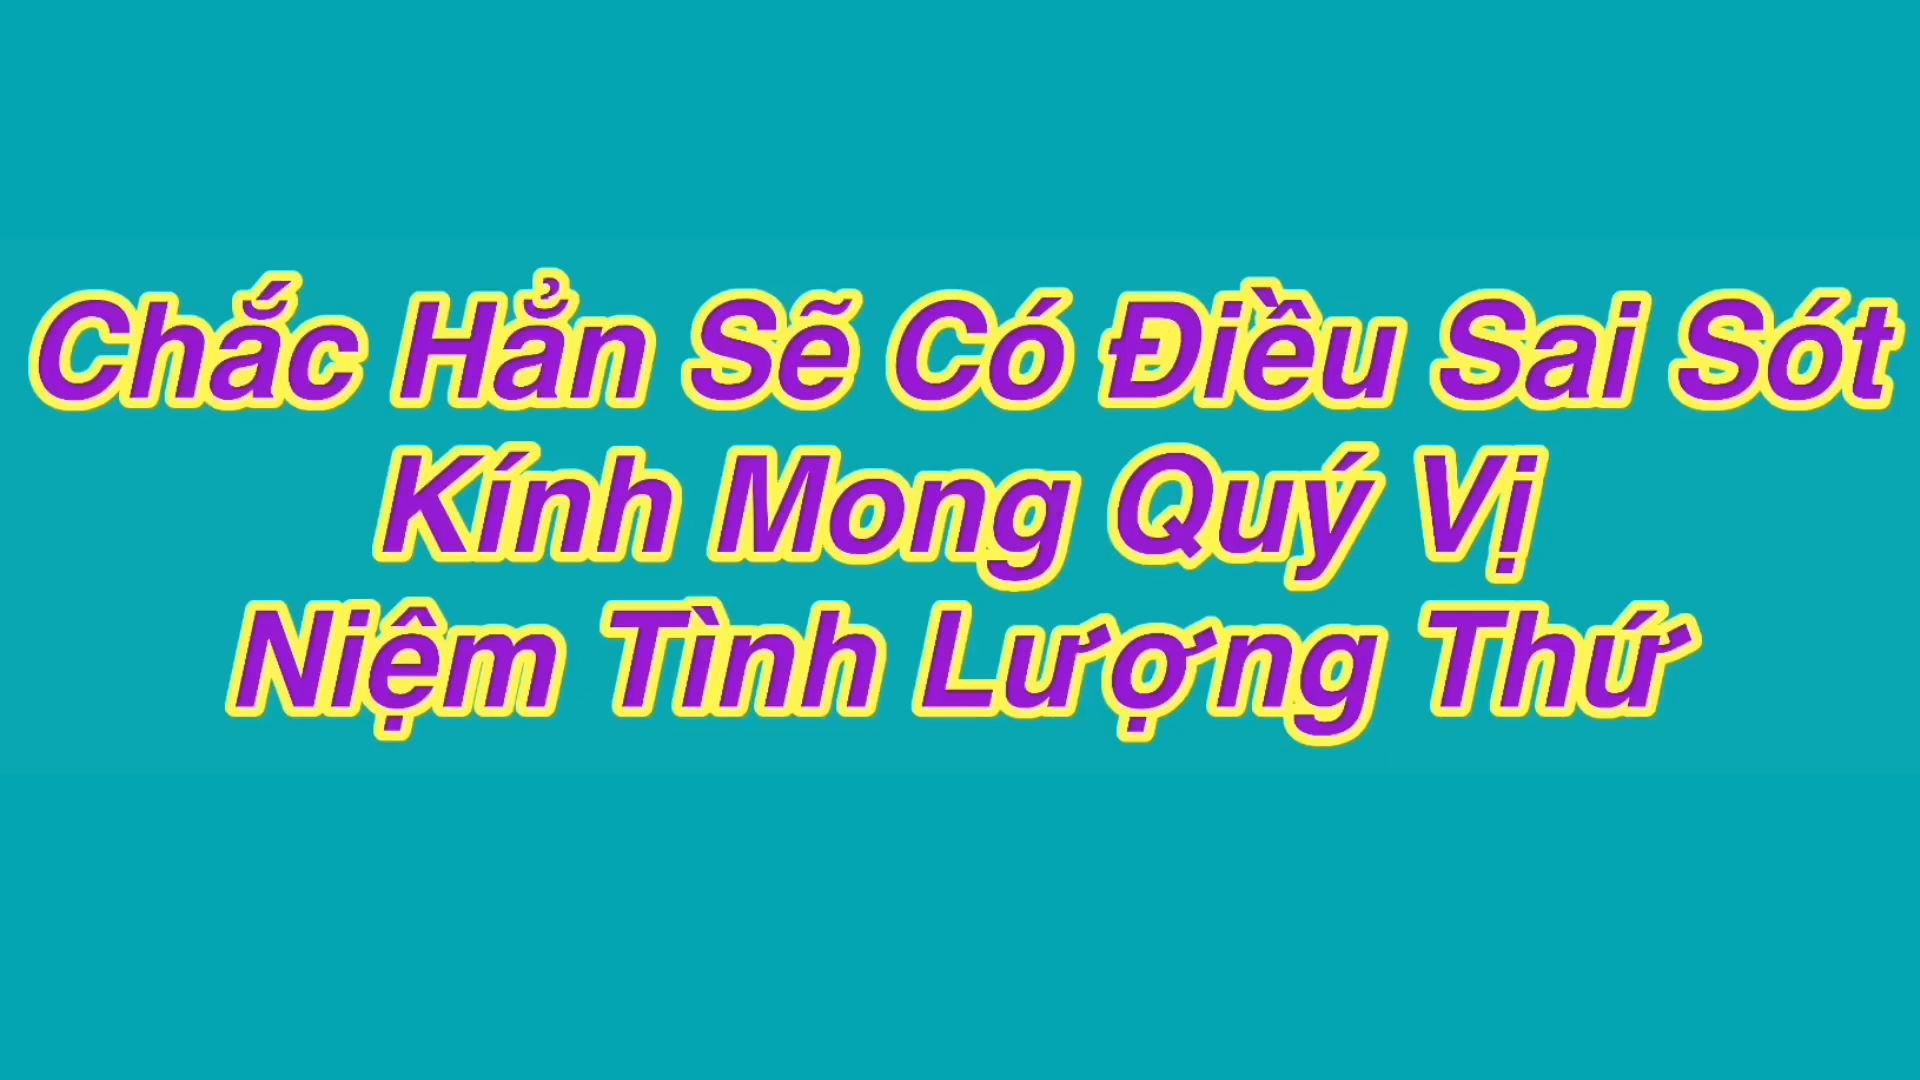 Chắc Hẳn Sẽ Có Điều Sai Sót
Kính Mong Quý Vị
Niệm Tình Lượng Thứ